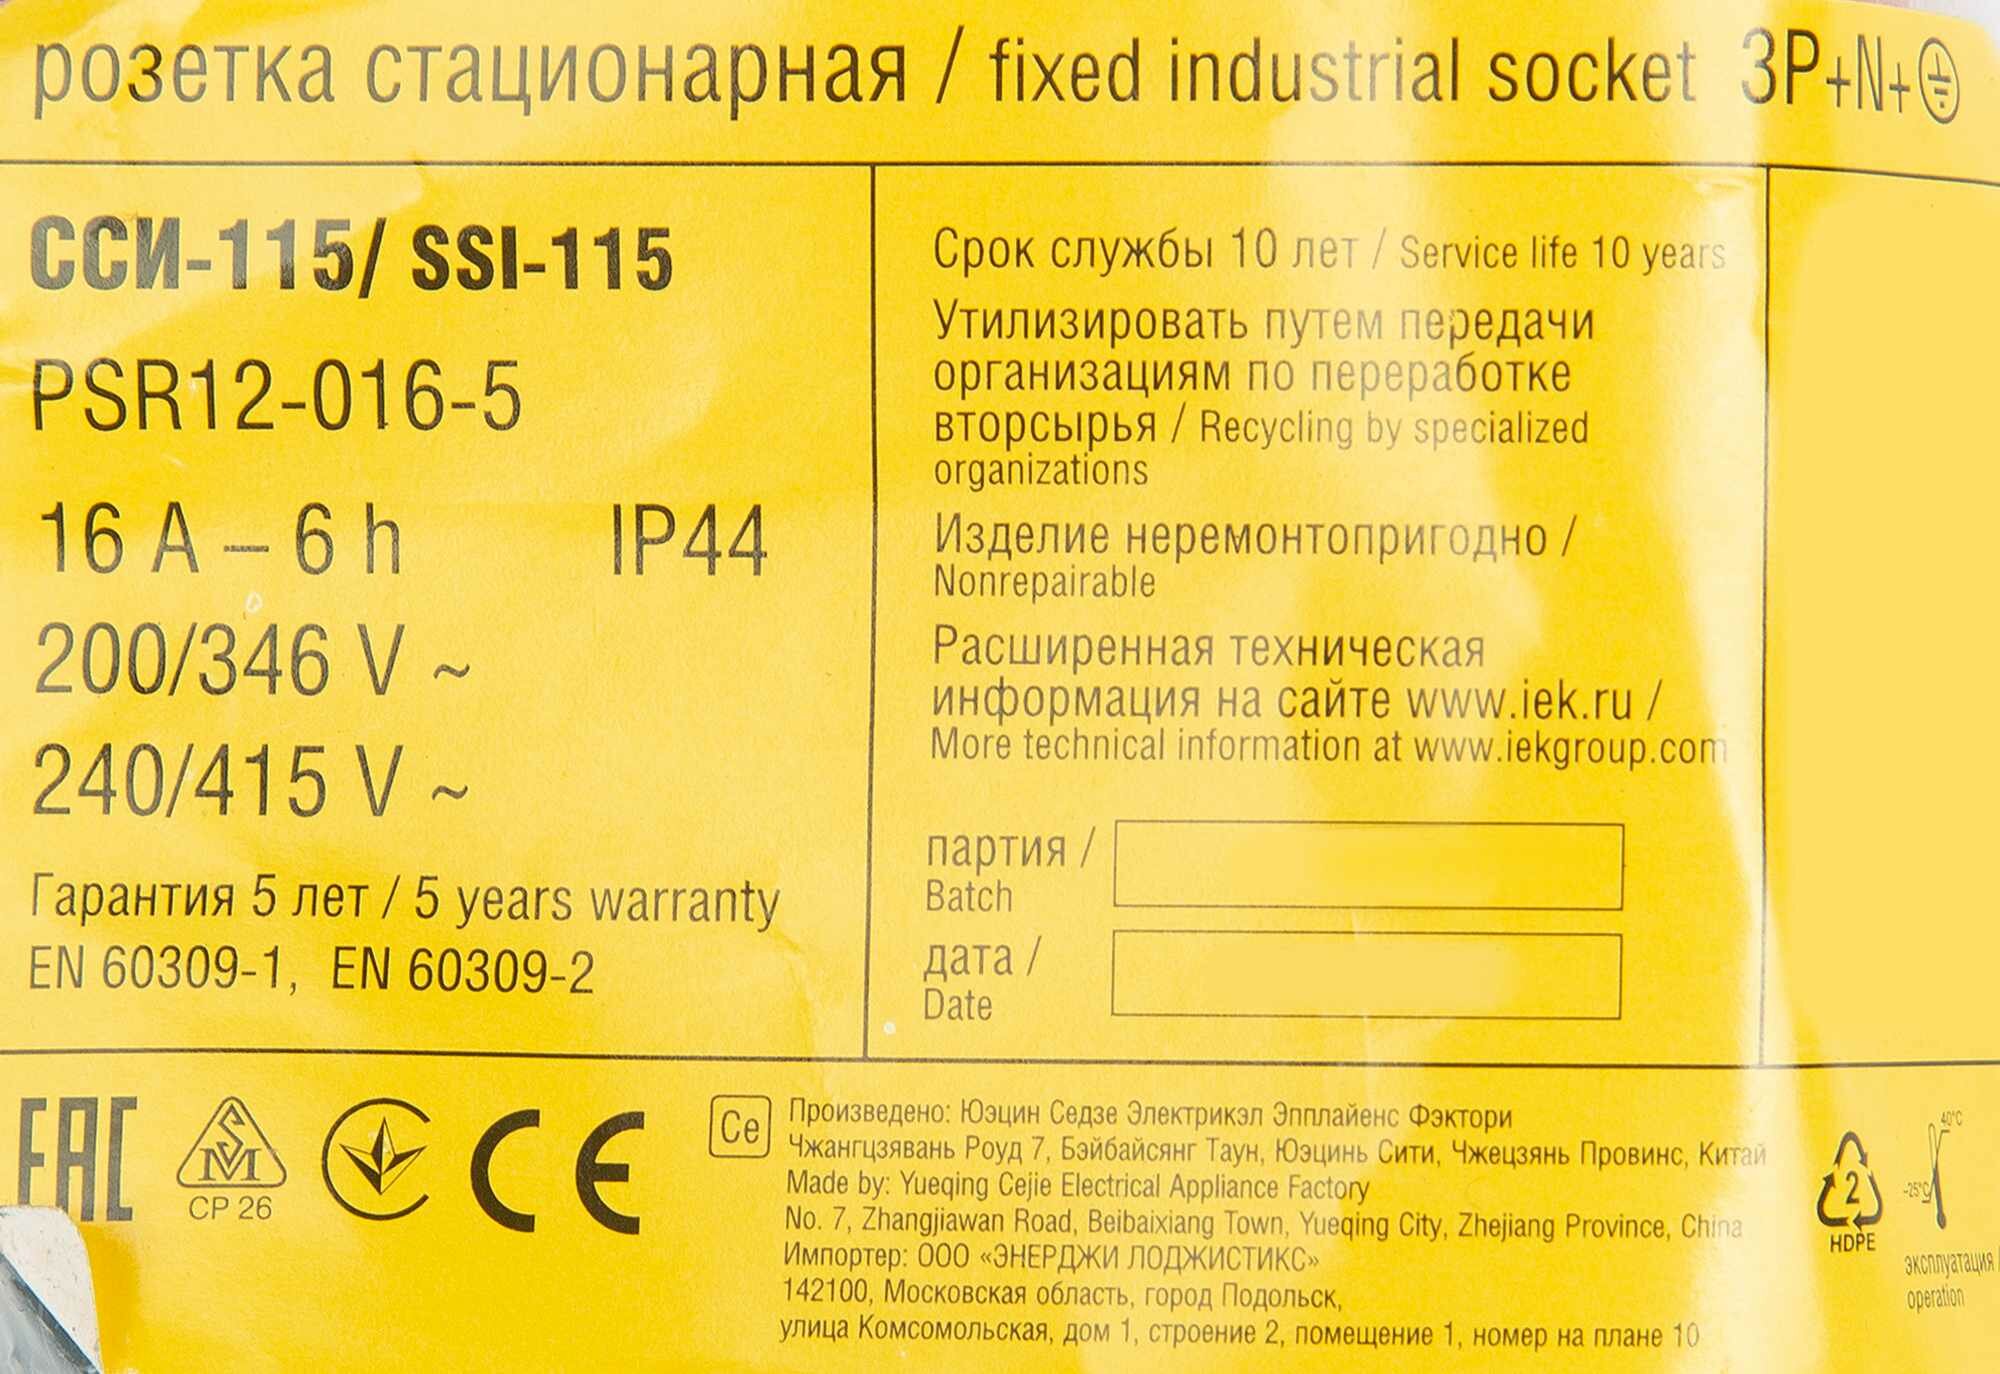 розетка стационарная / fixed industrial socket 3P+N+⏚
ССИ-115/ SSI-115
PSR12-016-5
16 A – 6 h IP44
200/346 V ~
240/415 V ~
Гарантия 5 лет / 5 years warranty
EN 60309-1, EN 60309-2
Срок службы 10 лет / Service life 10 years
Утилизировать путем передачи
организациям по переработке
вторсырья / Recycling by specialized
organizations
Изделие неремонтопригодно /
Nonrepairable
Расширенная техническая
информация на сайте www.iek.ru /
More technical information at www.iekgroup.com
партия /
Batch
дата /
Date
EAC
CP 26
CE
Ce
Произведено: Юэцин Седзе Электрикэл Эпплайенс Фэктори
Чжангцзявань Роуд 7, Бэйбайсянг Таун, Юэцинь Сити, Чжецзянь Провинс, Китай
Made by: Yueqing Cejie Electrical Appliance Factory
No. 7, Zhangjiawan Road, Beibaixiang Town, Yueqing City, Zhejiang Province, China
Импортер: ООО «ЭНЕРДЖИ ЛОДЖИСТИКС»
142100, Московская область, город Подольск,
улица Комсомольская, дом 1, строение 2, помещение 1, номер на плане 10
2
HDPE
40°C
-25°C
эксплуатация /
operation